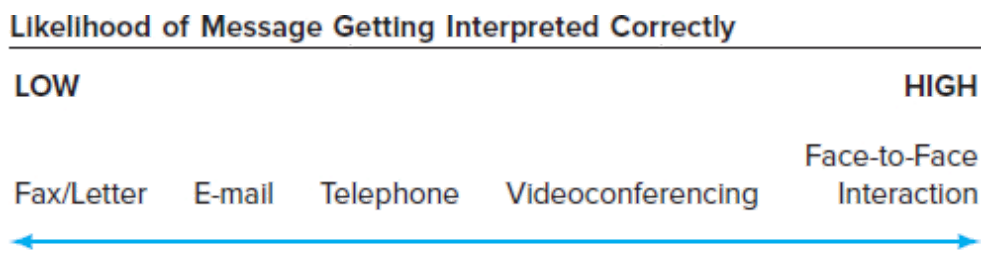 Likelihood of Message Getting Interpreted Correctly
LOW HIGH
Face-to-Face
Fax/Letter E-mail Telephone Videoconferencing Interaction